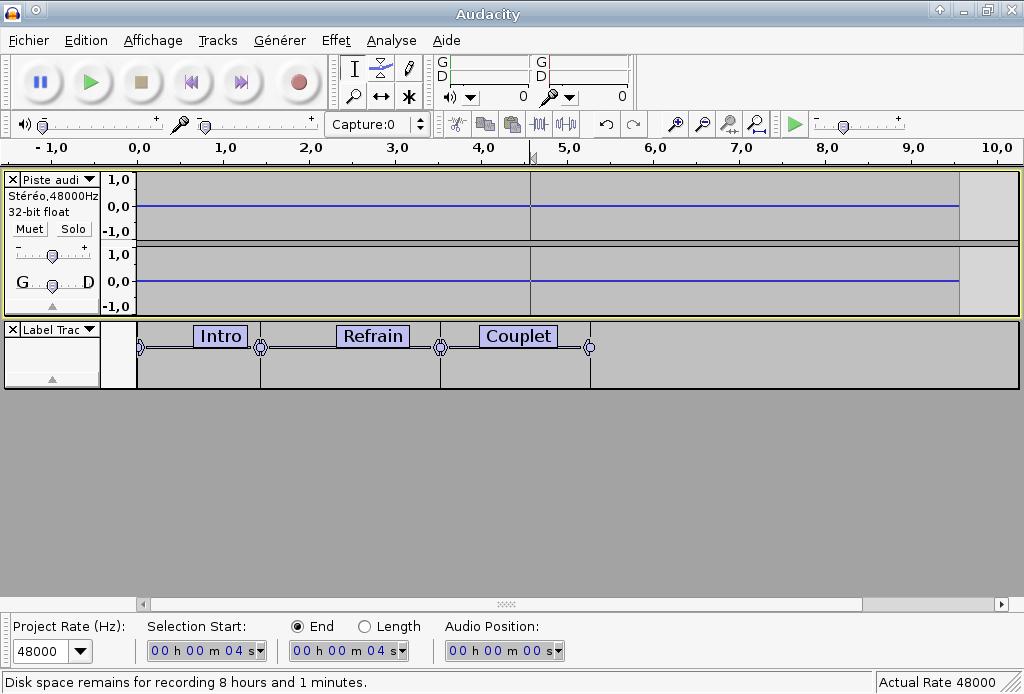 Audacity
Fichier Edition Affichage Tracks Générer Effet Analyse Aide
G G
D D
0 0
- + - + Capture:0 - +
- 1,0 0,0 1,0 2,0 3,0 4,0 5,0 6,0 7,0 8,0 9,0 10,0
Piste audi 1,0
Stéréo,48000Hz
32-bit float 0,0
Muet Solo -1,0
- + 1,0
G D 0,0
-1,0
Label Trac Intro Refrain Couplet
Project Rate (Hz): Selection Start: End Length Audio Position:
48000 00 h 00 m 04 s 00 h 00 m 04 s 00 h 00 m 00 s
Disk space remains for recording 8 hours and 1 minutes. Actual Rate 48000